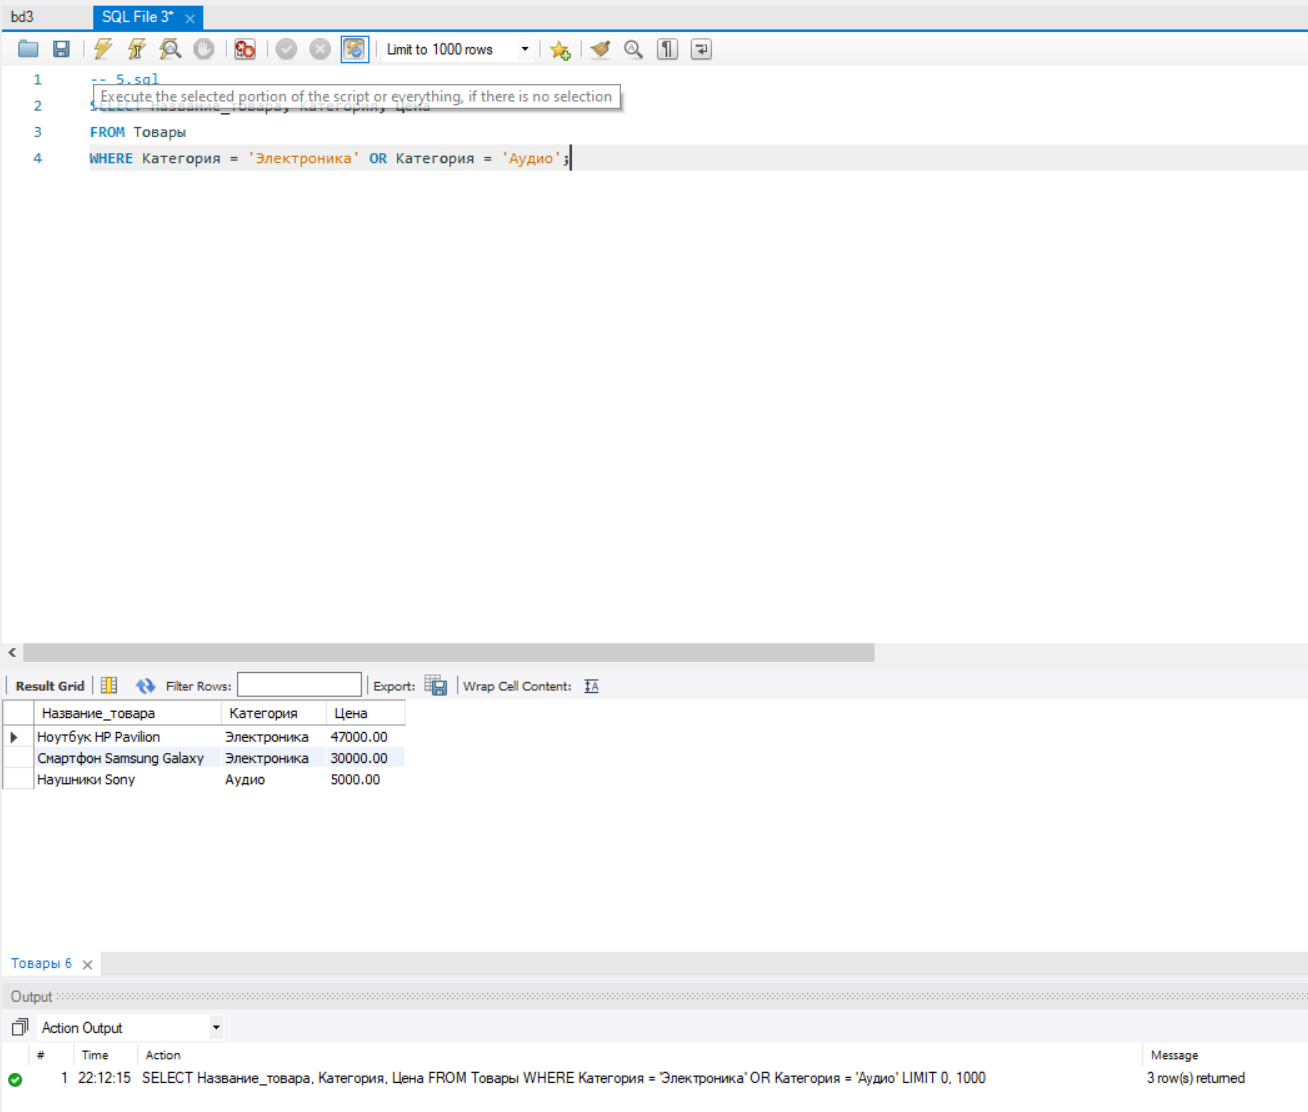 bd3
SQL File 3*
Limit to 1000 rows
1 -- 5.sql
Execute the selected portion of the script or everything, if there is no selection
2 SELECT Название_товара, Категория, Цена
3 FROM Товары
4 WHERE Категория = 'Электроника' OR Категория = 'Аудио';
Result Grid Filter Rows: Export: Wrap Cell Content:
Название_товара Категория Цена
Ноутбук HP Pavilion Электроника 47000.00
Смартфон Samsung Galaxy Электроника 30000.00
Наушники Sony Аудио 5000.00
Товары 6
Output
Action Output
# Time Action Message
1 22:12:15 SELECT Название_товара, Категория, Цена FROM Товары WHERE Категория = 'Электроника' OR Категория = 'Аудио' LIMIT 0, 1000 3 row(s) returned